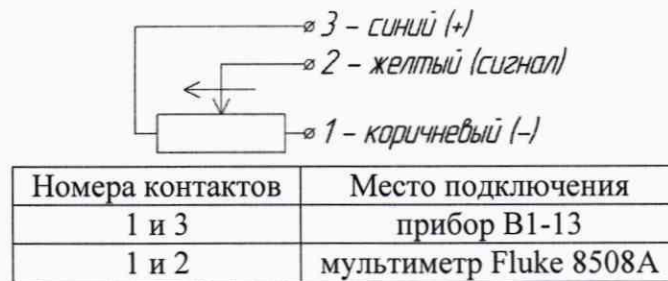 3 – синий (+)
2 – желтый (сигнал)
1 – коричневый (–)
Номера контактов Место подключения
1 и 3 прибор В1-13
1 и 2 мультиметр Fluke 8508A